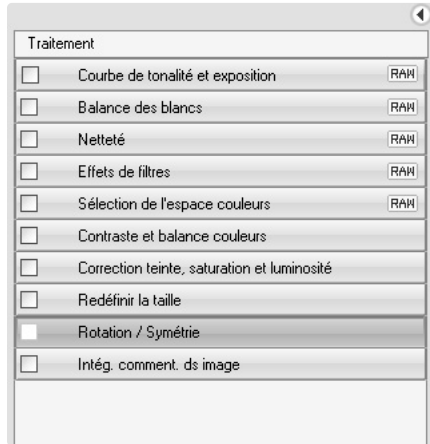 Traitement
Courbe de tonalité et exposition RAW
Balance des blancs RAW
Netteté RAW
Effets de filtres RAW
Sélection de l'espace couleurs RAW
Contraste et balance couleurs
Correction teinte, saturation et luminosité
Redéfinir la taille
Rotation / Symétrie
Intég. comment. ds image